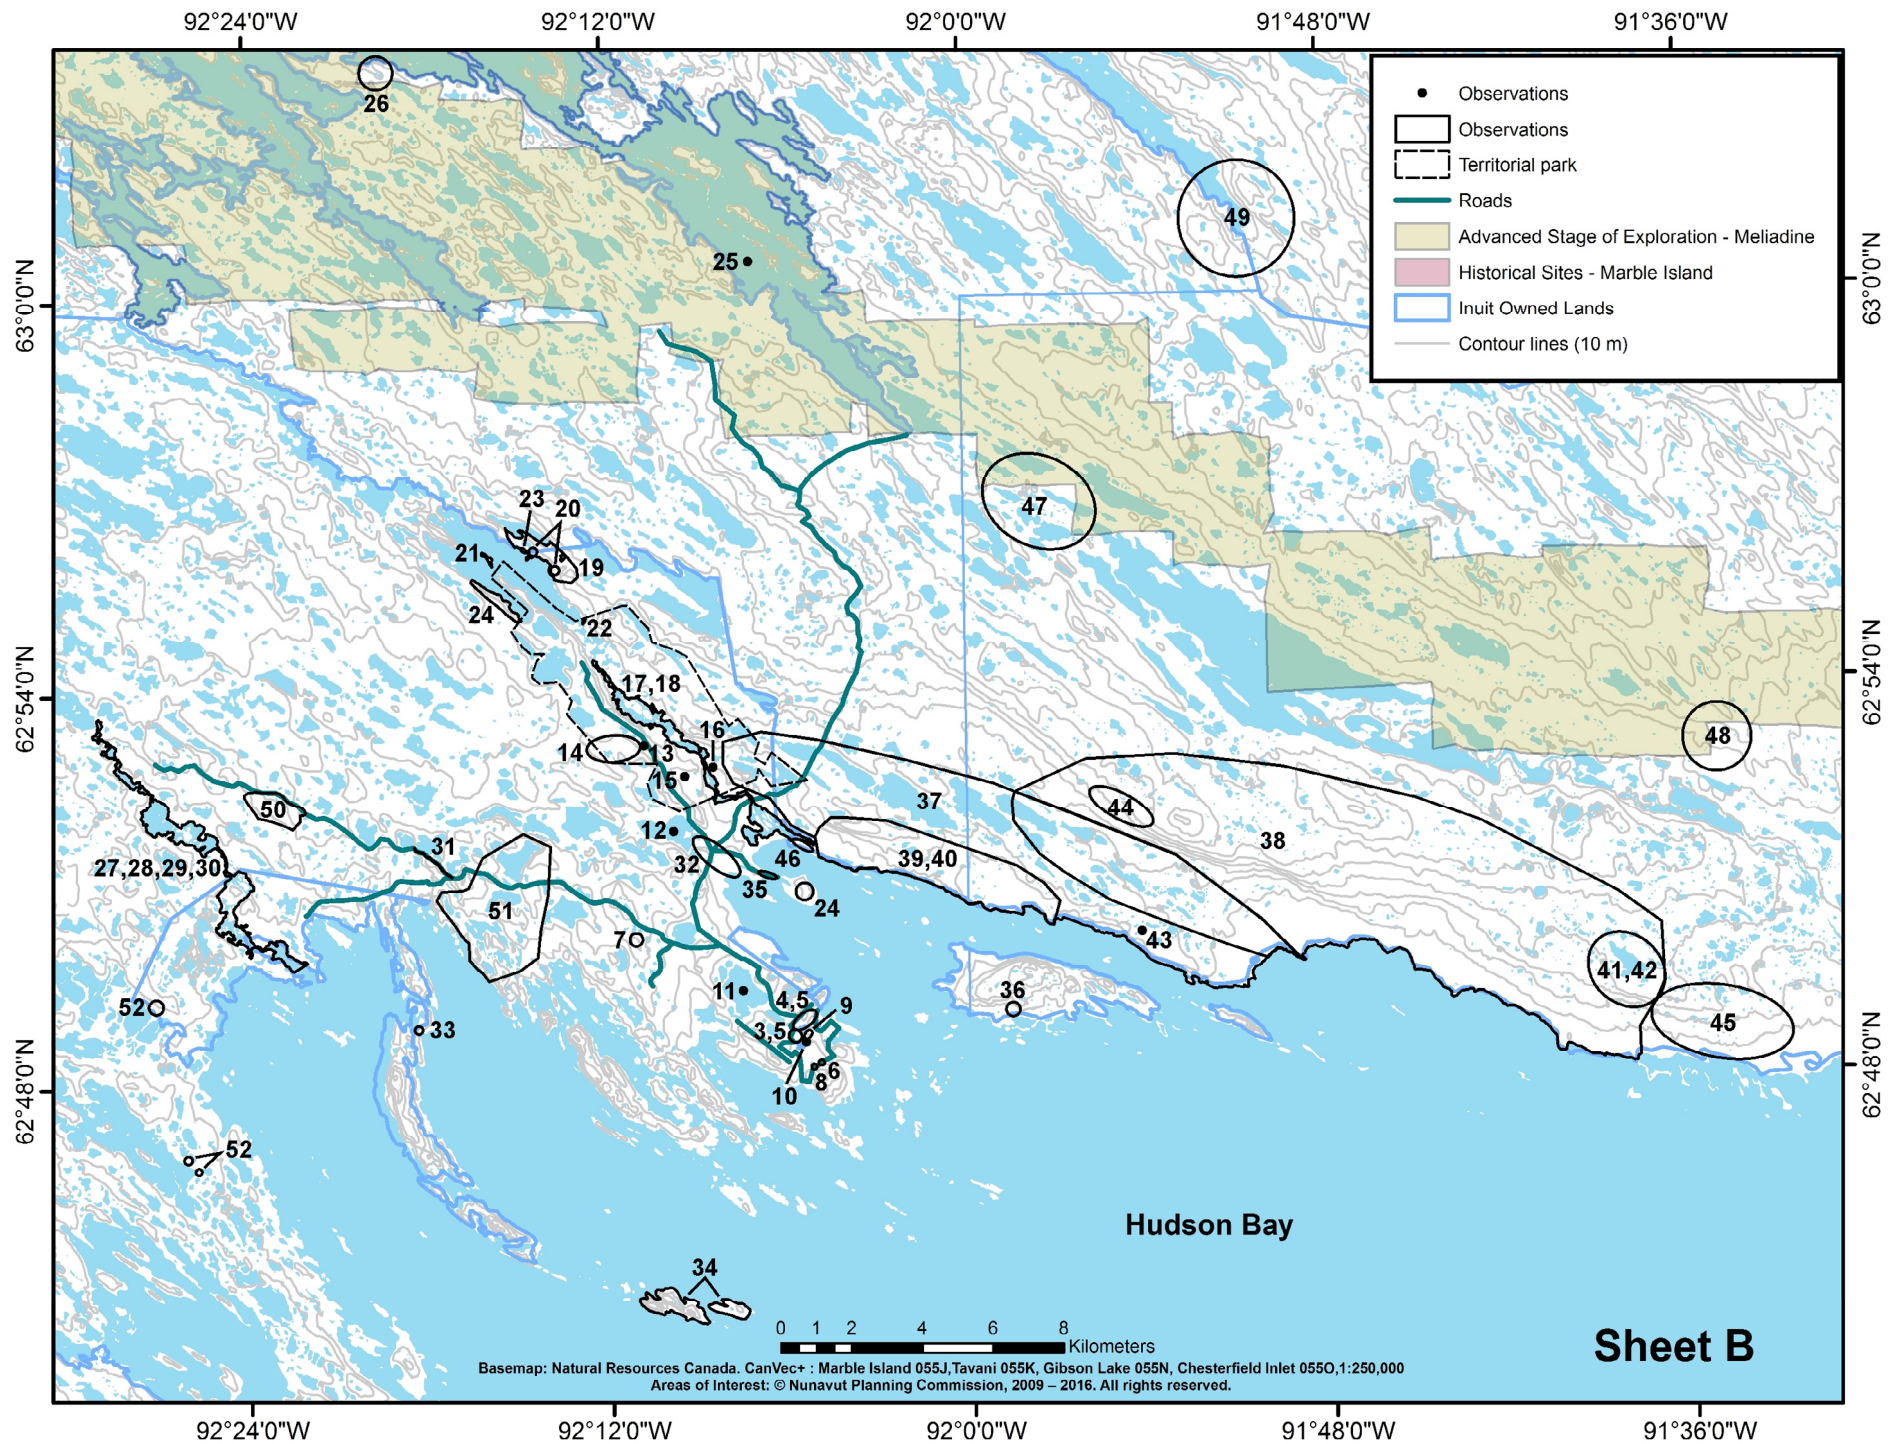 92°24'0"W 92°12'0"W 92°0'0"W 91°48'0"W 91°36'0"W
Observations
Observations
Territorial park
Roads
Advanced Stage of Exploration - Meliadine
Historical Sites - Marble Island
Inuit Owned Lands
Contour lines (10 m)
26
49
25
63°0'0"N 63°0'0"N
47
23 20
21 19
24
22
17,18
62°54'0"N 62°54'0"N
16
48
14 13
15
50
37
44
12
38
31
27,28,29,30
32
46
39,40
35
24
51
7
43
41,42
11
4,5
36
9
52
45
33
3,5
6
8
10
62°48'0"N 62°48'0"N
52
Hudson Bay
34
0 1 2 4 6 8
Kilometers
Sheet B
Basemap: Natural Resources Canada. CanVec+ : Marble Island 055J,Tavani 055K, Gibson Lake 055N, Chesterfield Inlet 055O,1:250,000
Areas of Interest: © Nunavut Planning Commission, 2009 – 2016. All rights reserved.
92°24'0"W 92°12'0"W 92°0'0"W 91°48'0"W 91°36'0"W